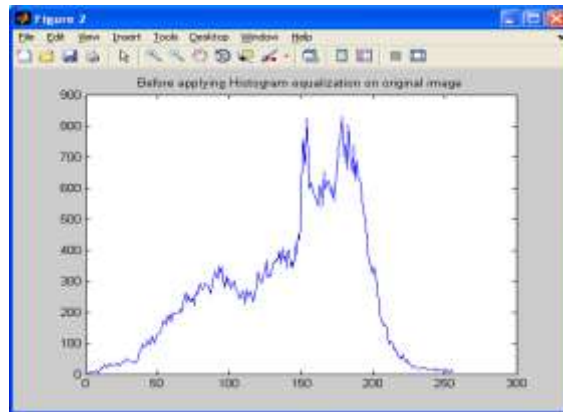 Figure 2
File Edit View Insert Tools Desktop Window Help
Before applying Histogram equalization on original image
900
800
700
600
500
400
300
200
100
0
0 50 100 150 200 250 300